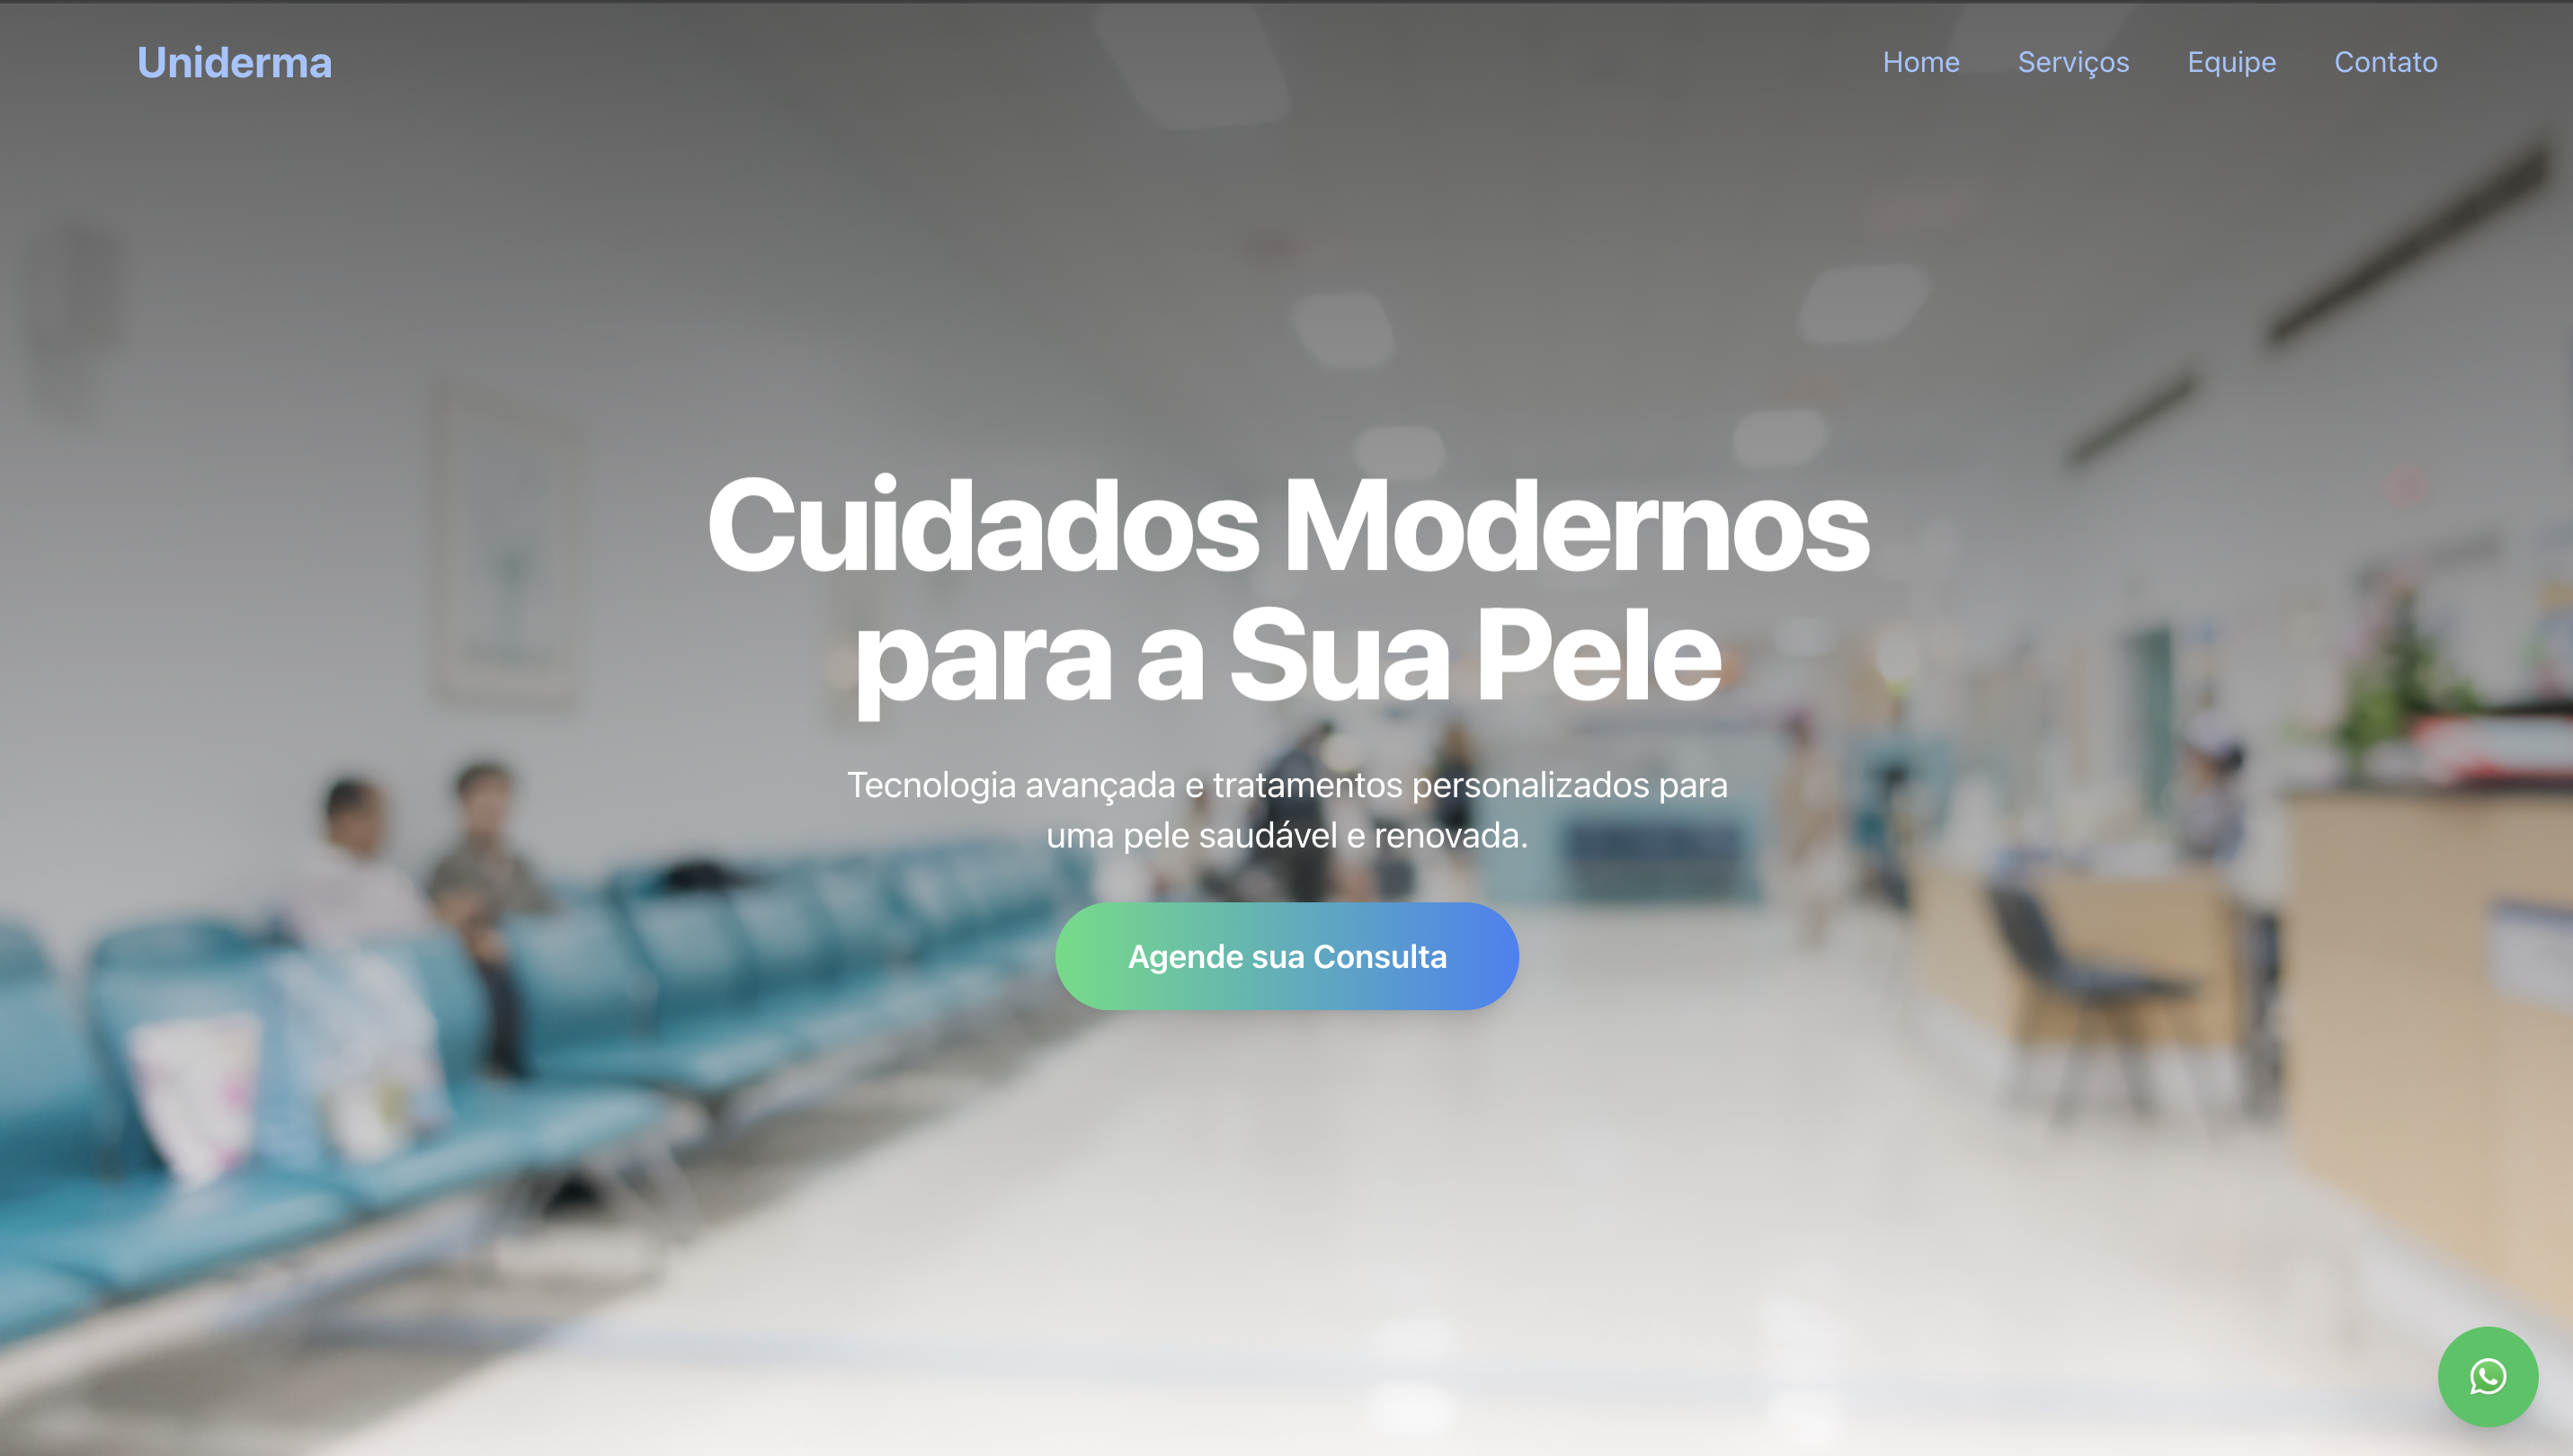 Uniderma
Home Serviços Equipe Contato
Cuidados Modernos
para a Sua Pele
Tecnologia avançada e tratamentos personalizados para
uma pele saudável e renovada.
Agende sua Consulta